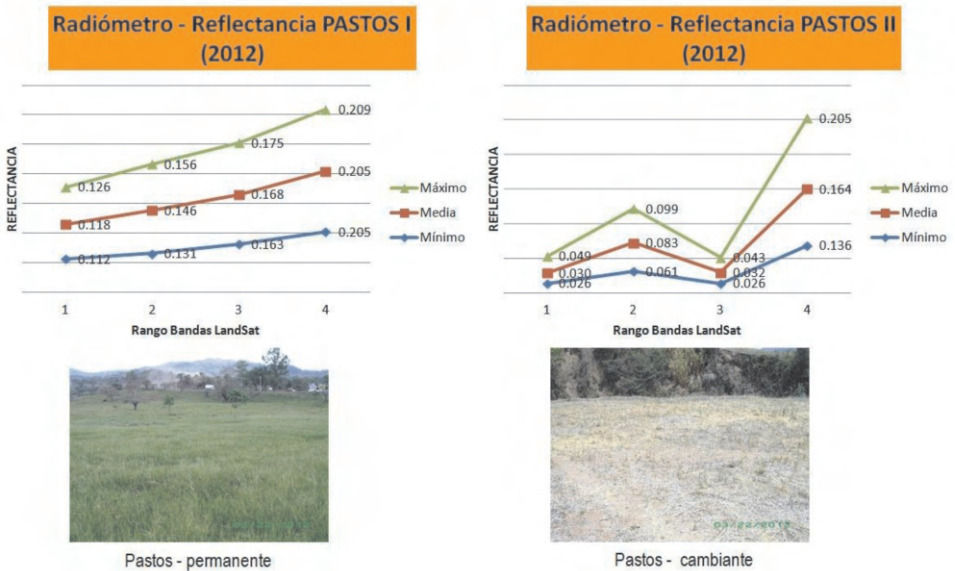 Radiómetro - Reflectancia PASTOS I
(2012)
REFLECTANCIA
0.209
0.175
0.156
0.126
0.205
0.168
0.146
0.118
0.205
0.163
0.131
0.112
Máximo
Media
Mínimo
1 2 3 4
Rango Bandas LandSat
Pastos - permanente
Radiómetro - Reflectancia PASTOS II
(2012)
REFLECTANCIA
0.205
0.099
0.049
0.043
0.164
0.083
0.030
0.032
0.136
0.061
0.026
0.026
Máximo
Media
Mínimo
1 2 3 4
Rango Bandas LandSat
Pastos - cambiante